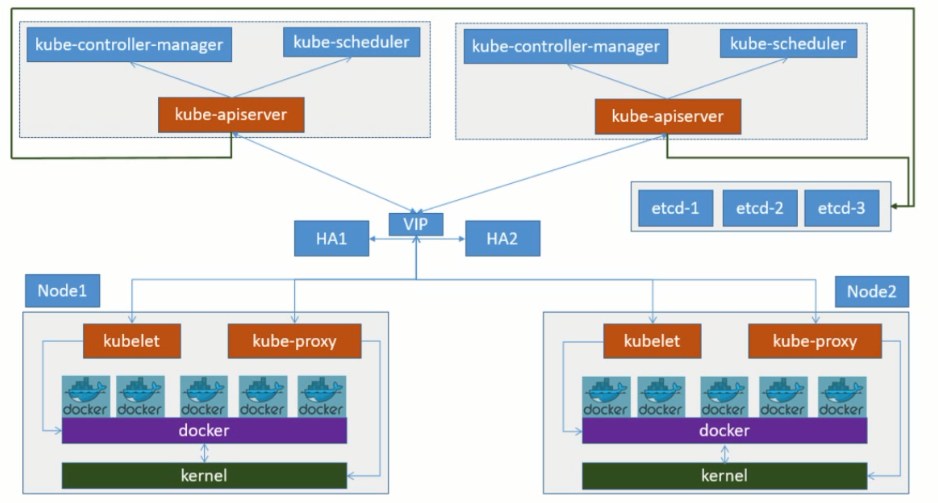 kube-controller-manager
kube-scheduler
kube-apiserver
kube-controller-manager
kube-scheduler
kube-apiserver
etcd-1
etcd-2
etcd-3
VIP
HA1
HA2
Node1
Node2
kubelet
kube-proxy
docker
docker
docker
docker
docker
docker
kernel
kubelet
kube-proxy
docker
docker
docker
docker
docker
docker
kernel